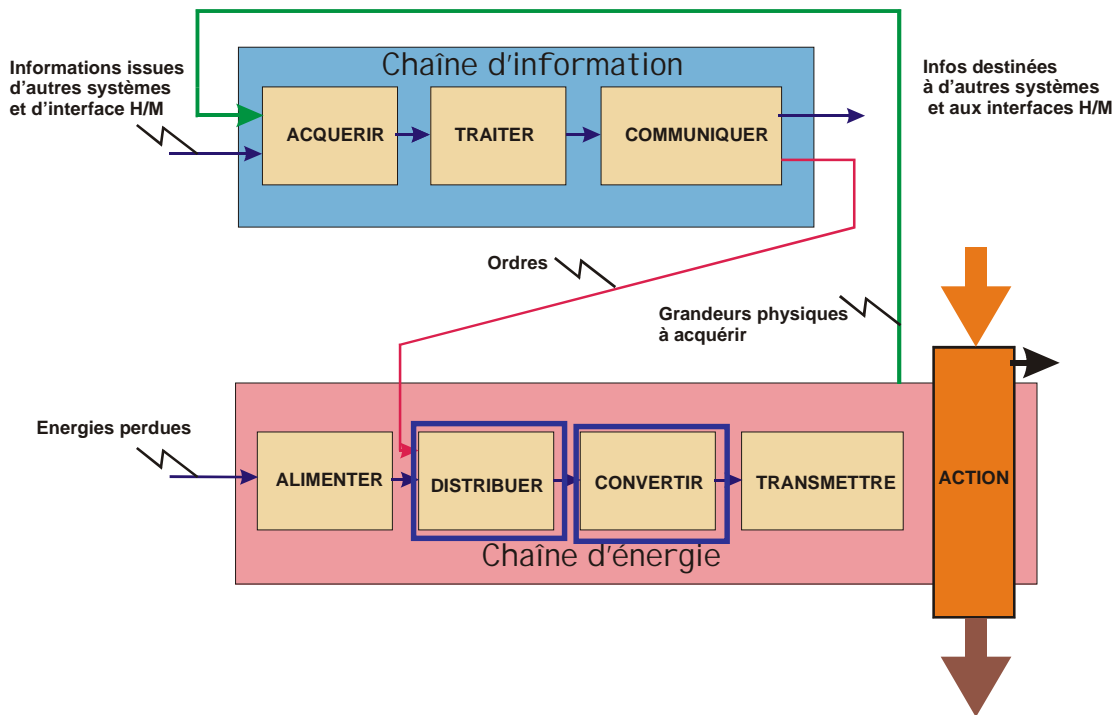 Chaîne d'information
Informations issues
d'autres systèmes
et d'interface H/M
Infos destinées
à d'autres systèmes
et aux interfaces H/M
ACQUERIR
TRAITER
COMMUNIQUER
Ordres
Grandeurs physiques
à acquérir
Energies perdues
ALIMENTER
DISTRIBUER
CONVERTIR
TRANSMETTRE
ACTION
Chaîne d'énergie